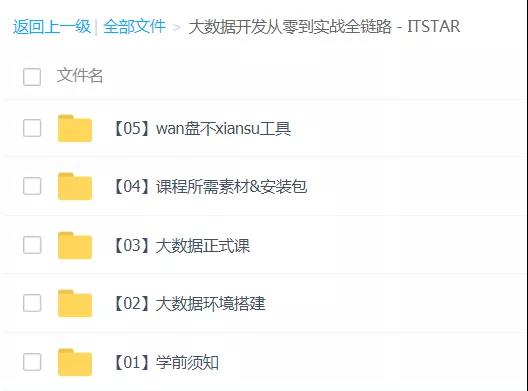 返回上一级 | 全部文件 > 大数据开发从零到实战全链路 - ITSTAR
文件名
【05】wan盘不xiansu工具
【04】课程所需素材&安装包
【03】大数据正式课
【02】大数据环境搭建
【01】学前须知